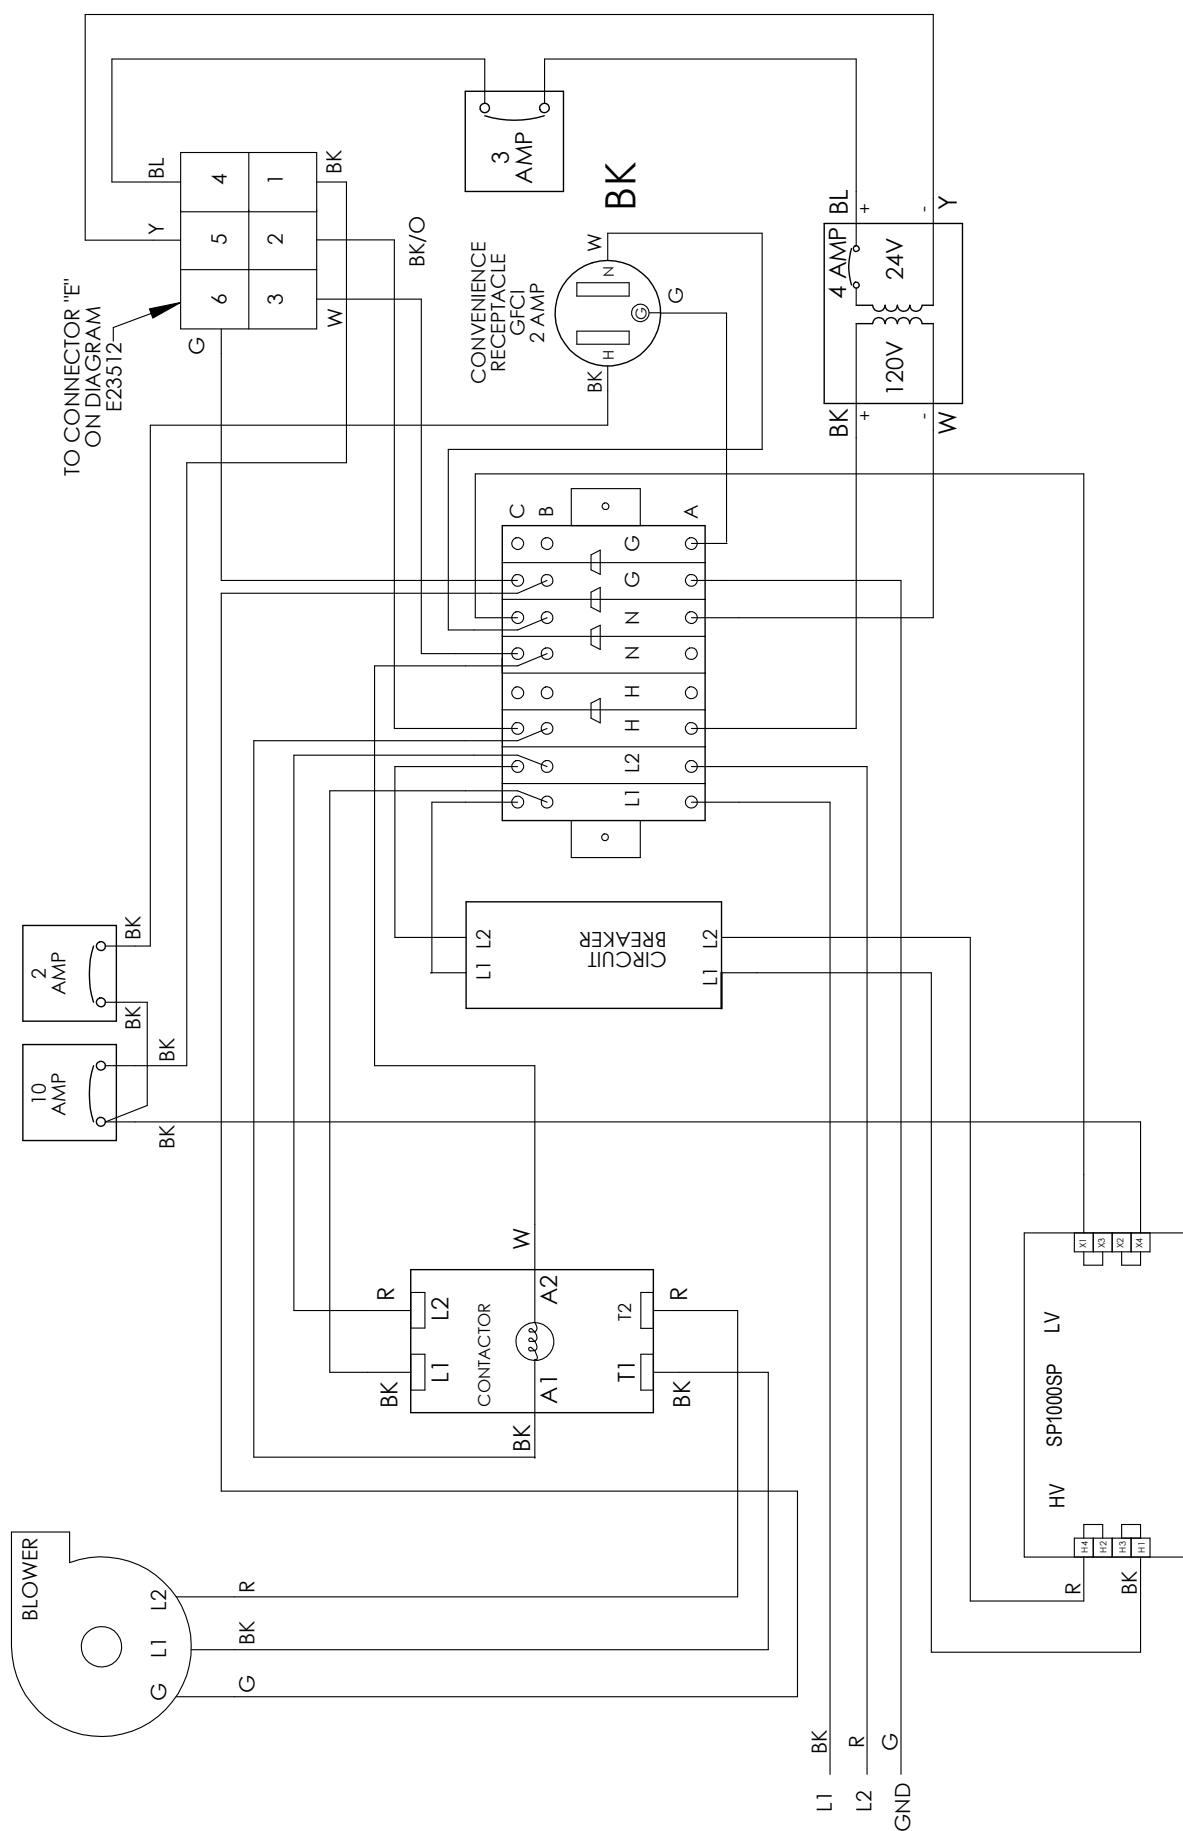 TO CONNECTOR "E"
ON DIAGRAM
E23512
BL
Y
G
4
5
6
1
2
3
BK
BK/O
W
3
AMP
BK
CONVENIENCE
RECEPTACLE
GFCI
2 AMP
BK
H
N
W
G
G
4 AMP
BL
+
-
Y
24V
120V
BK
+
-
W
C
B
A
L1
L2
H
H
N
N
G
G
2
AMP
BK
BK
10
AMP
BK
BK
L1
L2
CIRCUIT
BREAKER
L1
L2
CONTACTOR
BK
L1
R
L2
BK
A1
A2
W
T1
BK
T2
R
BLOWER
G
L1
L2
G
BK
R
L1
BK
L2
R
GND
G
HV
SP1000SP
LV
H4
H2
H3
H1
R
BK
X1
X3
X2
X4